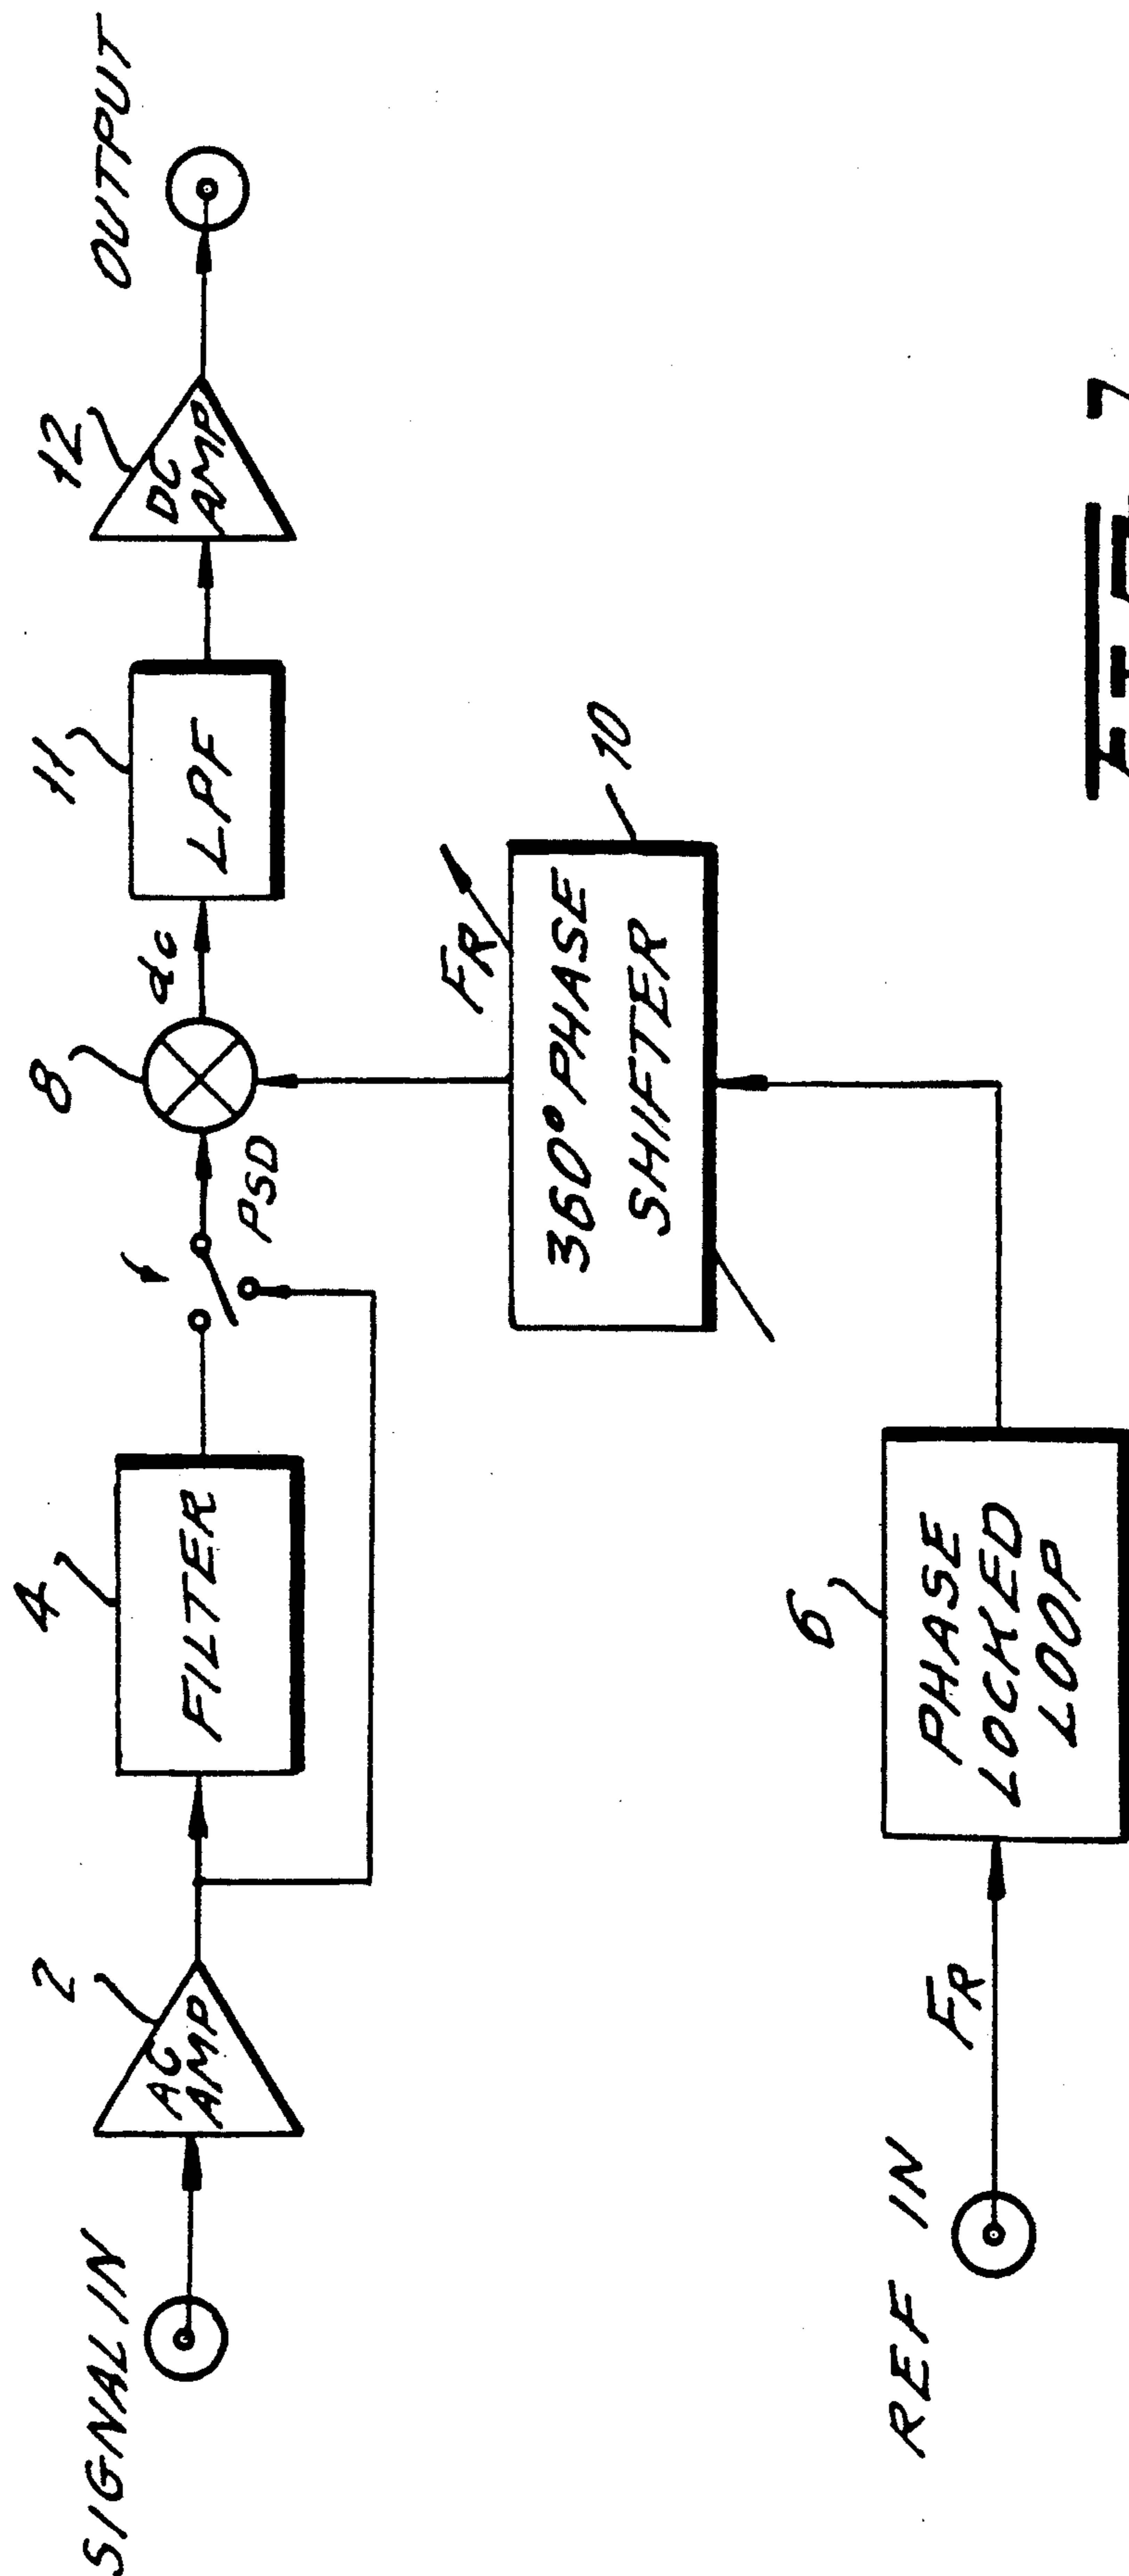 SIGNAL IN
2
AC
AMP
4
FILTER
PSD
8
dc
11
LPF
12
DC
AMP
OUTPUT
FR
360° PHASE
SHIFTER
10
REF IN
FR
6
PHASE
LOCKED
LOOP